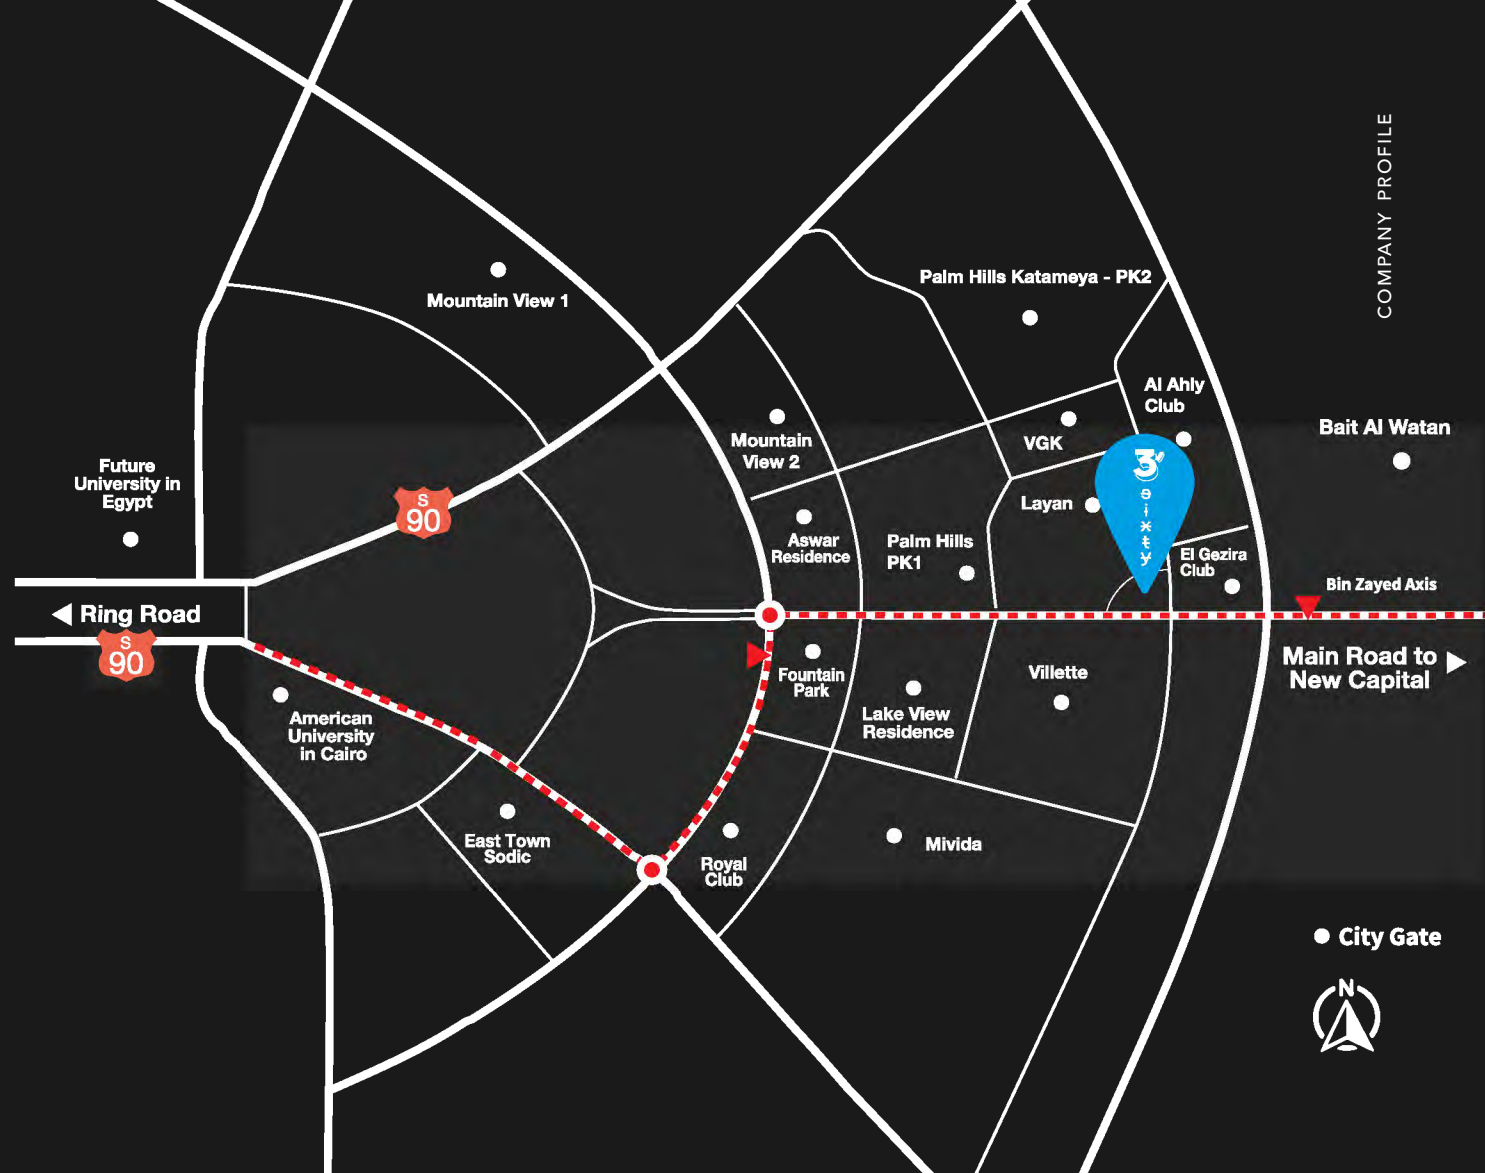 COMPANY PROFILE
Palm Hills Katameya - PK2
Mountain View 1
Al Ahly
Club
Bait Al Watan
Mountain
View 2
VGK
3
sixty
Future
University in
Egypt
S
90
Layan
Aswar
Residence
Palm Hills
PK1
El Gezira
Club
Bin Zayed Axis
Ring Road
S
90
Main Road to
New Capital
Fountain
Park
Villette
American
University
in Cairo
Lake View
Residence
East Town
Sodic
Royal
Club
Mivida
City Gate
N